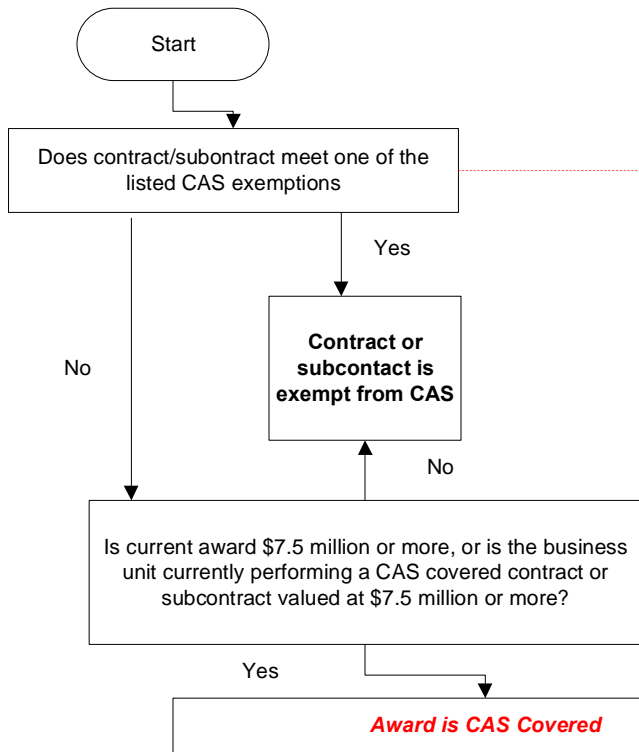 Start
Does contract/subontract meet one of the
listed CAS exemptions
Yes
Contract or
subcontact is
exempt from CAS
No
No
Is current award $7.5 million or more, or is the business
unit currently performing a CAS covered contract or
subcontract valued at $7.5 million or more?
Yes
Award is CAS Covered